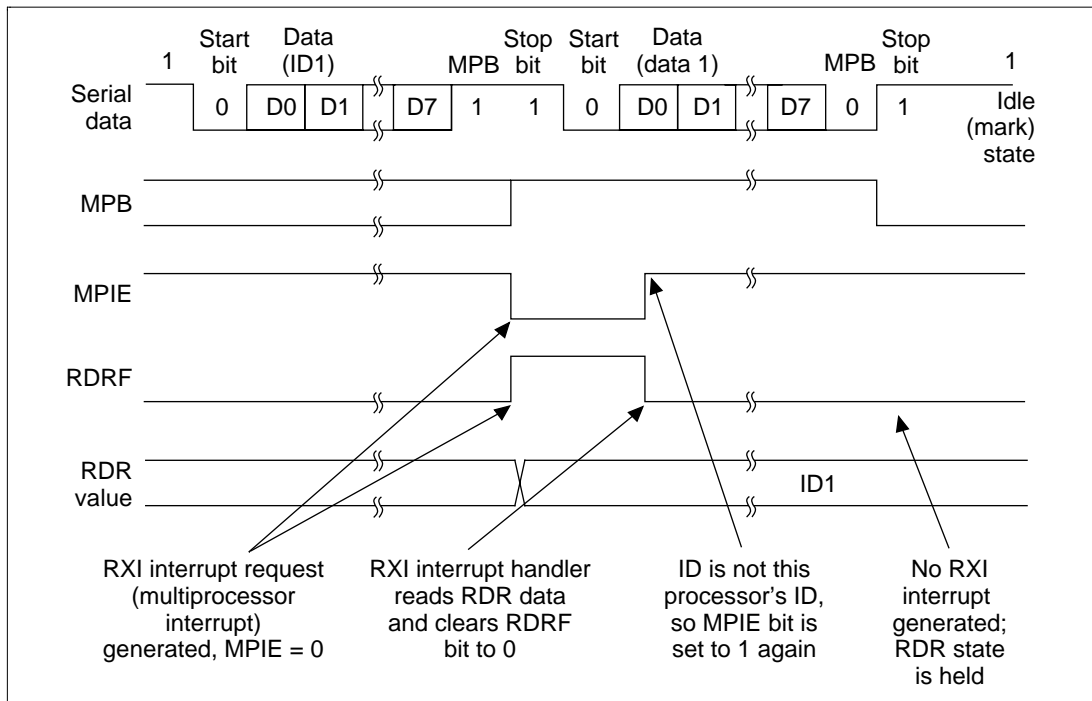 1
Start bit
Data (ID1)
MPB
Stop bit
Start bit
Data (data 1)
MPB
Stop bit
1
Serial data
0
D0
D1
D7
1
1
0
D0
D1
D7
0
1
Idle (mark) state
MPB
MPIE
RDRF
RDR value
ID1
RXI interrupt request
(multiprocessor
interrupt)
generated, MPIE = 0
RXI interrupt handler
reads RDR data
and clears RDRF
bit to 0
ID is not this
processor's ID,
so MPIE bit is
set to 1 again
No RXI
interrupt
generated;
RDR state
is held